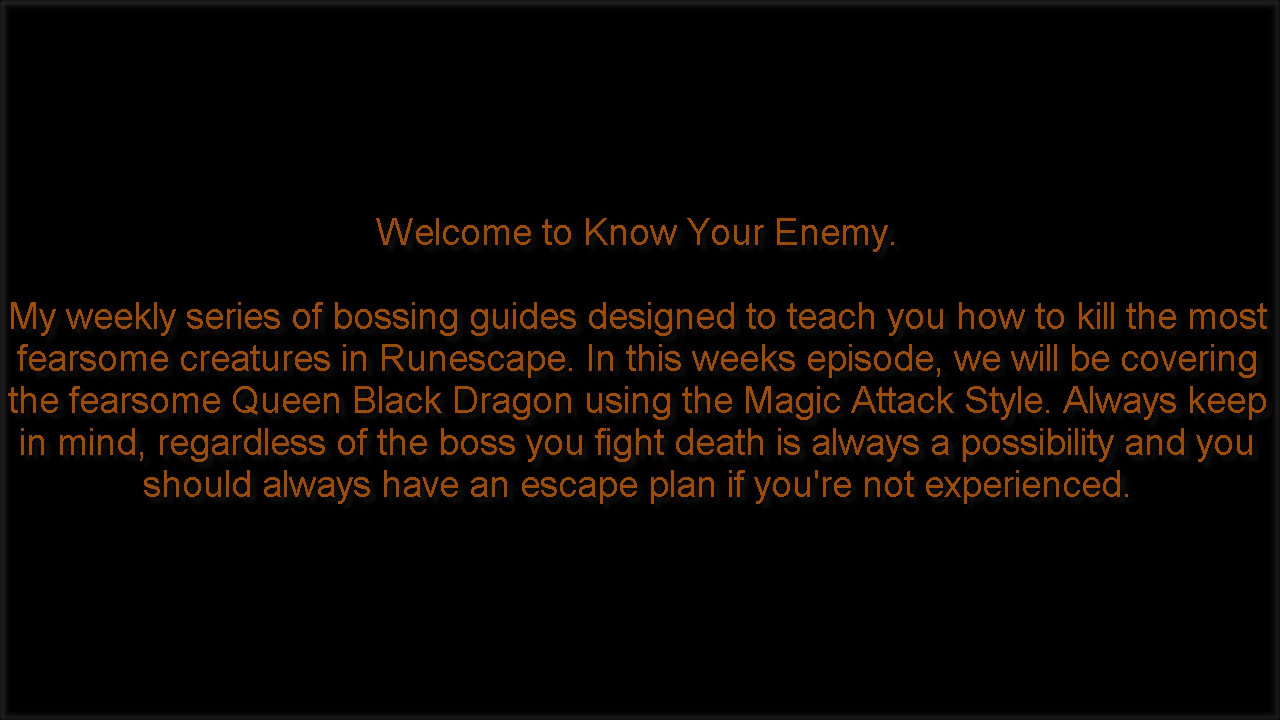 Welcome to Know Your Enemy.
My weekly series of bossing guides designed to teach you how to kill the most
fearsome creatures in Runescape. In this weeks episode, we will be covering
the fearsome Queen Black Dragon using the Magic Attack Style. Always keep
in mind, regardless of the boss you fight death is always a possibility and you
should always have an escape plan if you're not experienced.